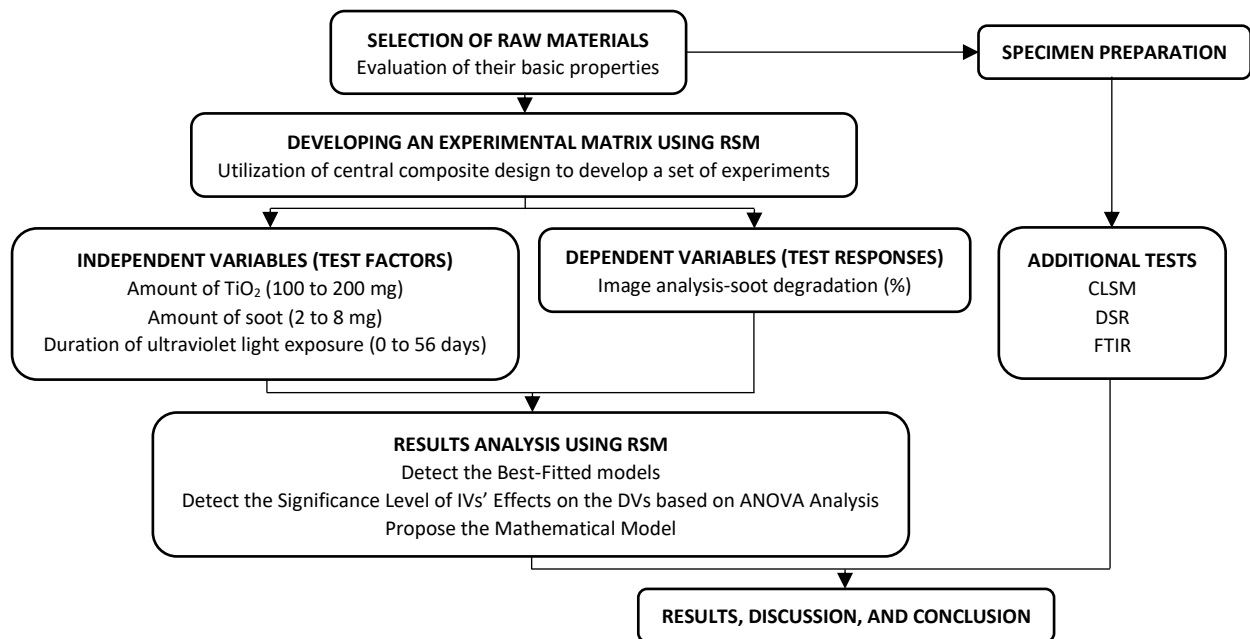 SELECTION OF RAW MATERIALS
Evaluation of their basic properties
SPECIMEN PREPARATION
DEVELOPING AN EXPERIMENTAL MATRIX USING RSM
Utilization of central composite design to develop a set of experiments
INDEPENDENT VARIABLES (TEST FACTORS)
Amount of TiO₂ (100 to 200 mg)
Amount of soot (2 to 8 mg)
Duration of ultraviolet light exposure (0 to 56 days)
DEPENDENT VARIABLES (TEST RESPONSES)
Image analysis-soot degradation (%)
ADDITIONAL TESTS
CLSM
DSR
FTIR
RESULTS ANALYSIS USING RSM
Detect the Best-Fitted models
Detect the Significance Level of IVs’ Effects on the DVs based on ANOVA Analysis
Propose the Mathematical Model
RESULTS, DISCUSSION, AND CONCLUSION